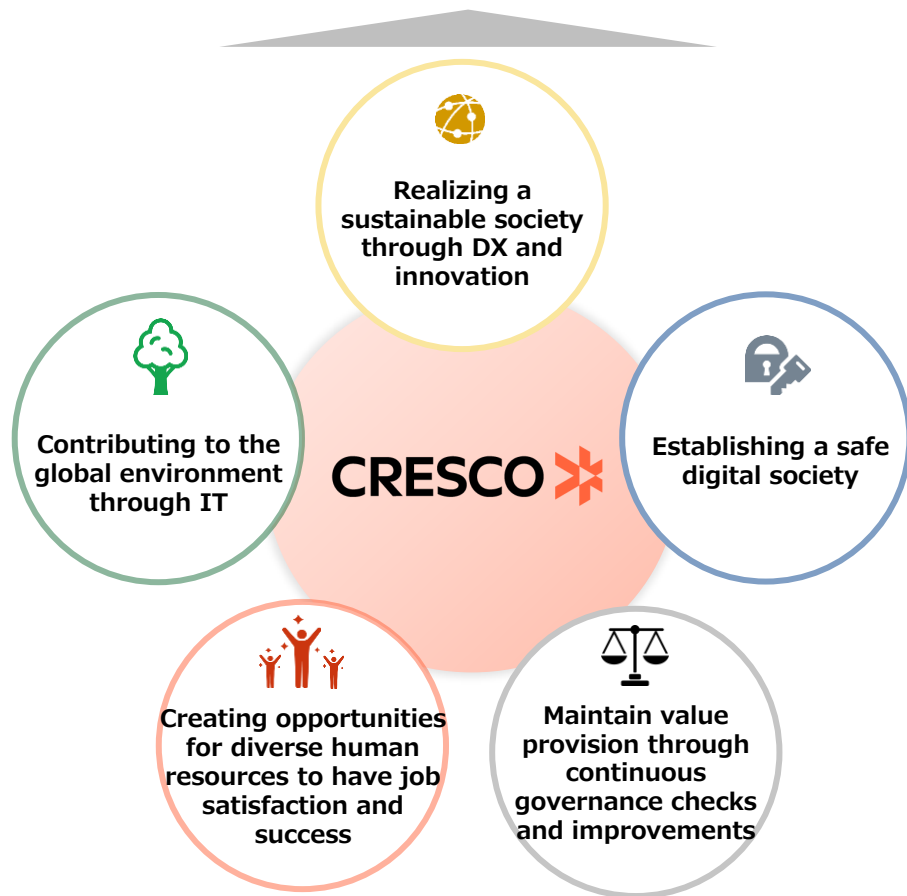 Realizing a
sustainable society
through DX and
innovation
Contributing to the
global environment
through IT
CRESCO
Establishing a safe
digital society
Creating opportunities
for diverse human
resources to have job
satisfaction and
success
Maintain value
provision through
continuous
governance checks
and improvements